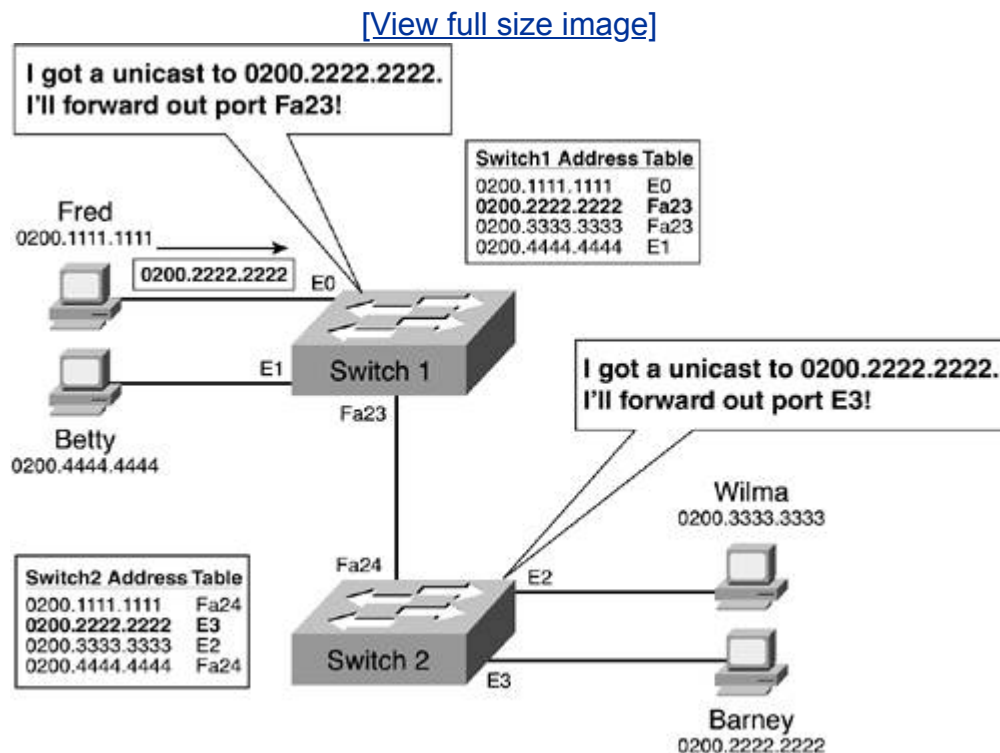 [View full size image]
I got a unicast to 0200.2222.2222.
I'll forward out port Fa23!
Switch1 Address Table
0200.1111.1111 E0
0200.2222.2222 Fa23
0200.3333.3333 Fa23
0200.4444.4444 E1
Fred
0200.1111.1111
0200.2222.2222
E0
E1
Switch 1
Fa23
Betty
0200.4444.4444
I got a unicast to 0200.2222.2222.
I'll forward out port E3!
Wilma
0200.3333.3333
Fa24
E2
Switch2 Address Table
0200.1111.1111 Fa24
0200.2222.2222 E3
0200.3333.3333 E2
0200.4444.4444 Fa24
Switch 2
E3
Barney
0200.2222.2222